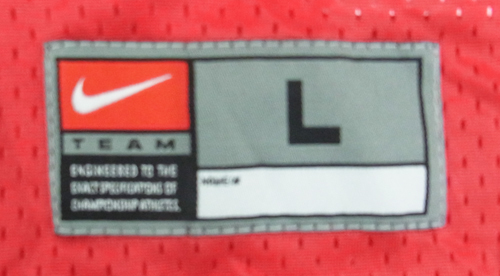 TEAM
L
ENGINEERED TO THE
EXACT SPECIFICATIONS OF
CHAMPIONSHIP ATHLETES.